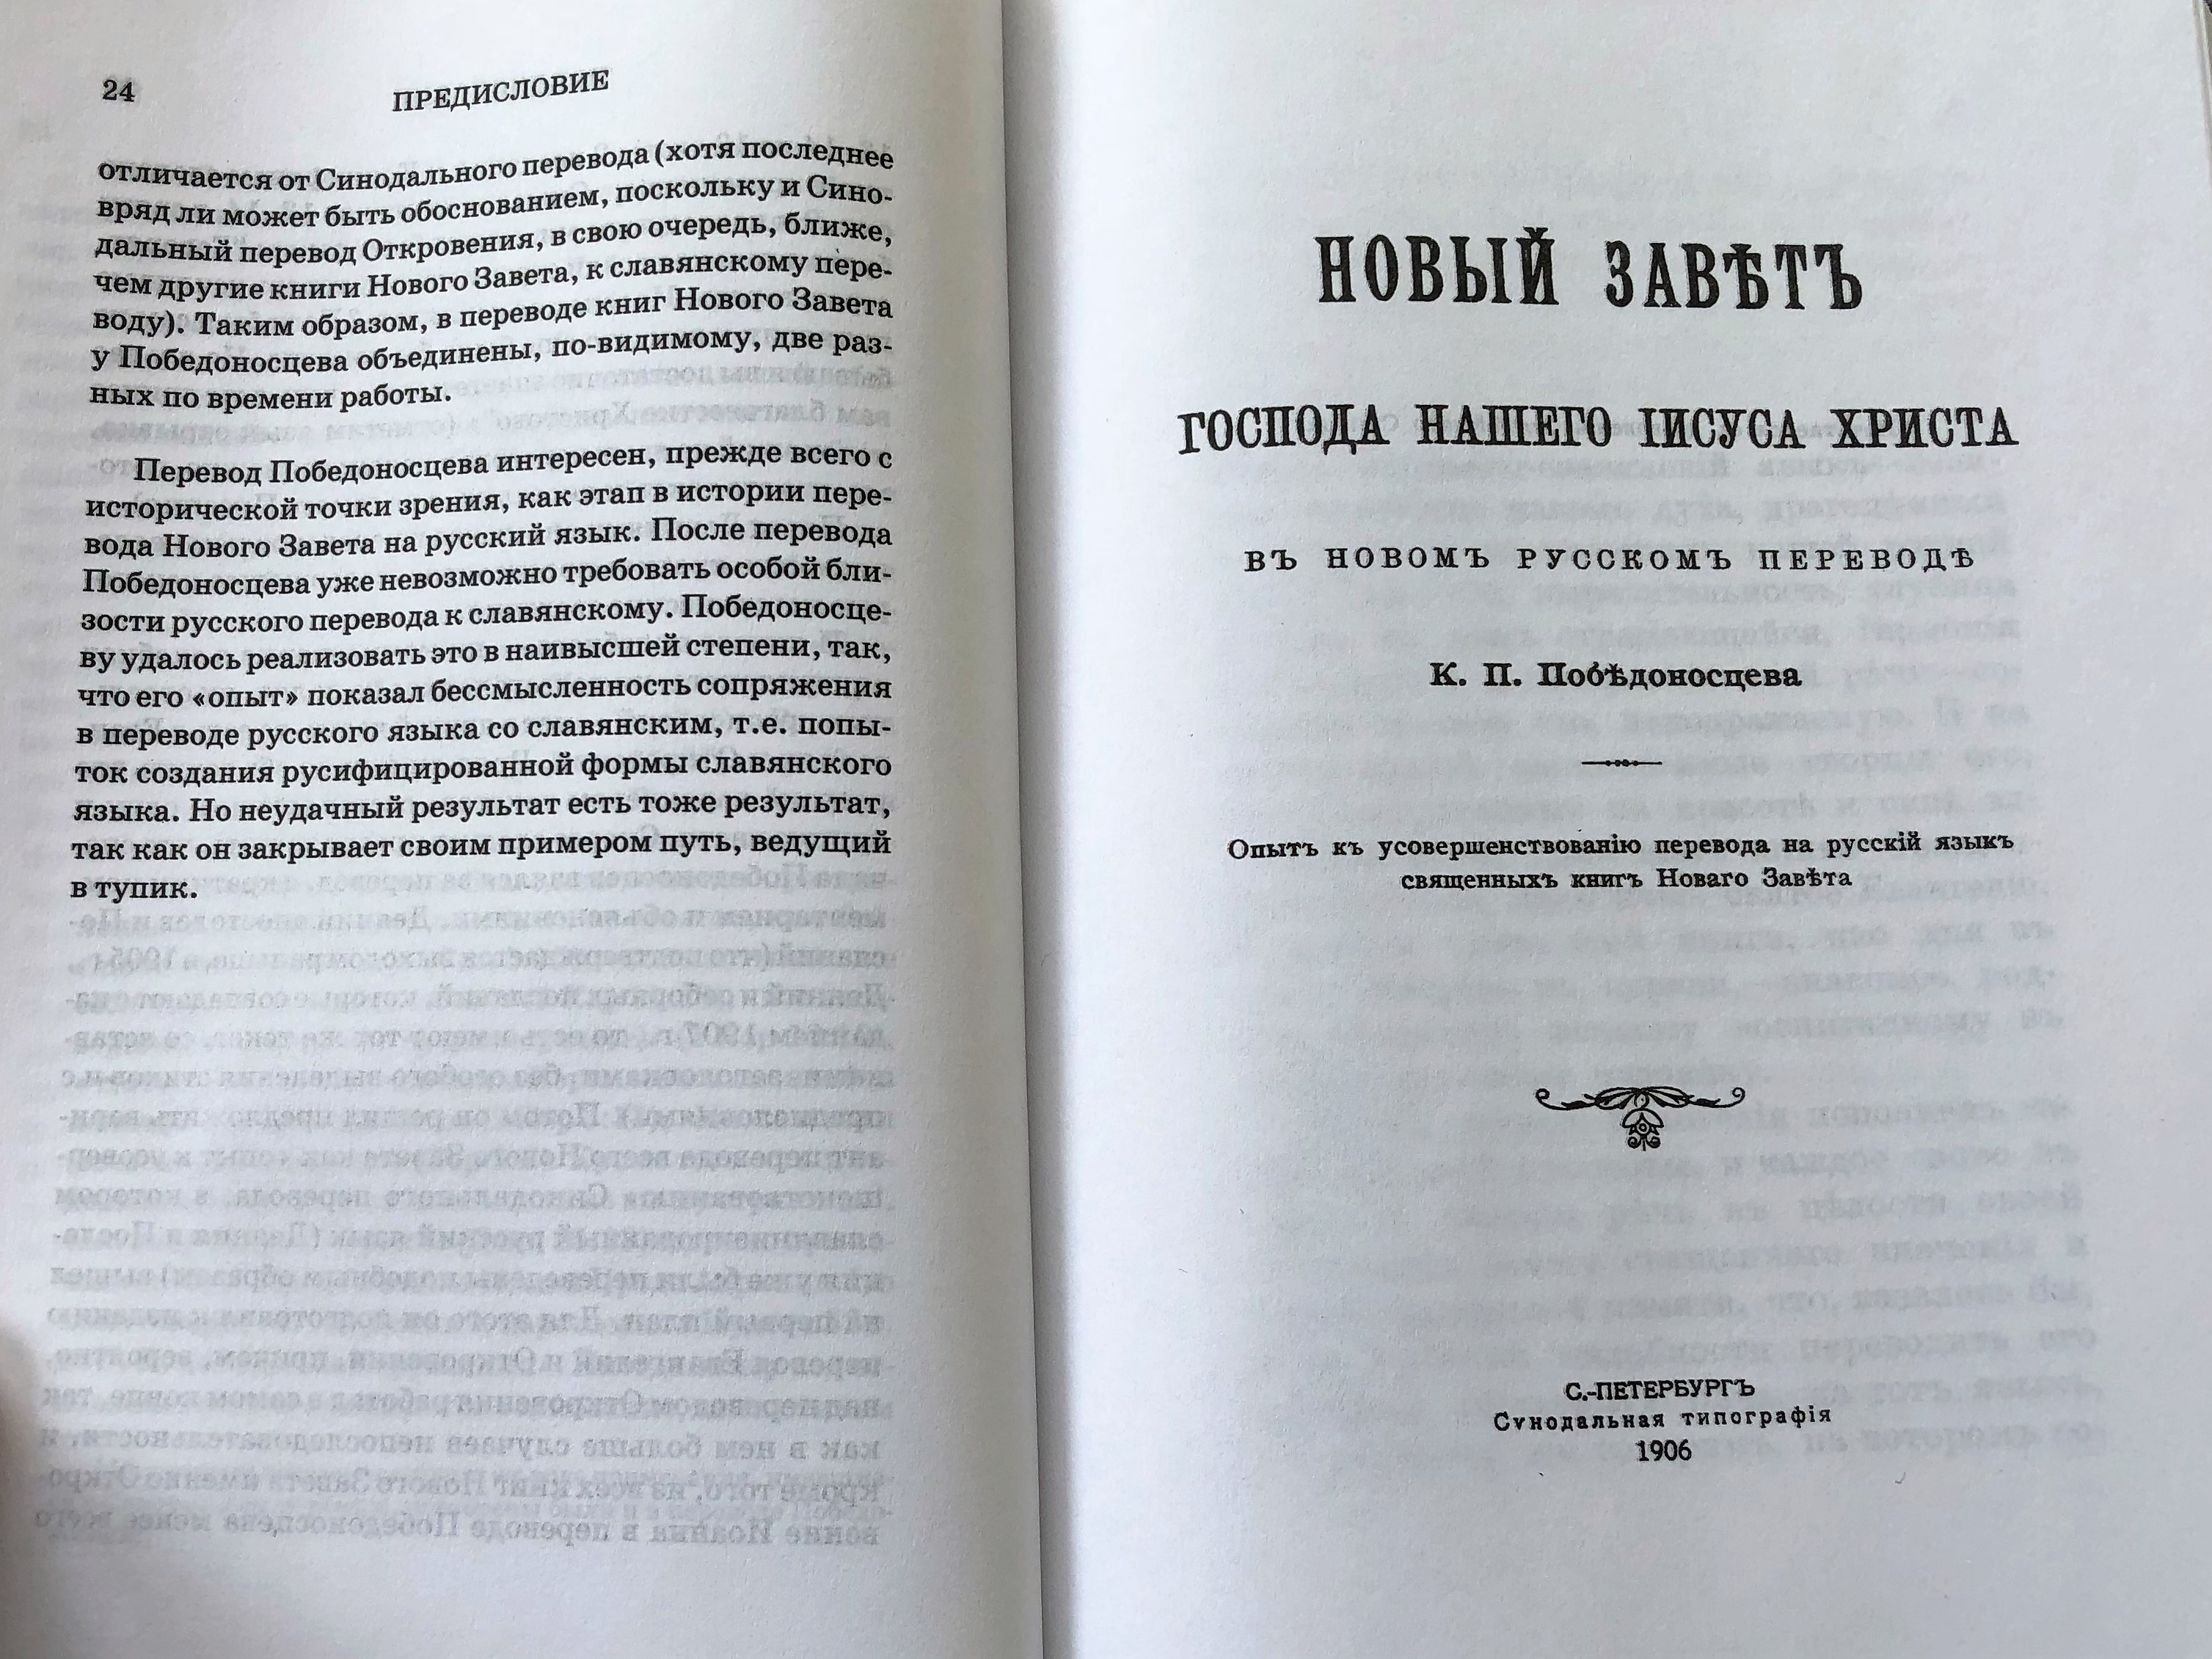 24
ПРЕДИСЛОВИЕ
отличается от Синодального перевода (хотя последнее
вряд ли может быть обоснованием, поскольку и Сино-
дальный перевод Откровения, в свою очередь, ближе,
чем другие книги Нового Завета, к славянскому пере-
воду). Таким образом, в переводе книг Нового Завета
у Победоносцева объединены, по-видимому, две раз-
ных по времени работы.
Перевод Победоносцева интересен, прежде всего с
исторической точки зрения, как этап в истории пере-
вода Нового Завета на русский язык. После перевода
Победоносцева уже невозможно требовать особой бли-
зости русского перевода к славянскому. Победоносце-
ву удалось реализовать это в наивысшей степени, так,
что его «опыт» показал бессмысленность сопряжения
в переводе русского языка со славянским, т.е. попы-
ток создания русифицированной формы славянского
языка. Но неудачный результат есть тоже результат,
так как он закрывает своим примером путь, ведущий
в тупик.
НОВЫЙ ЗАВѢТЪ
ГОСПОДА НАШЕГО ІИСУСА ХРИСТА
ВЪ НОВОМЪ РУССКОМЪ ПЕРЕВОДѢ
К. П. Побѣдоносцева
Опытъ къ усовершенствованію перевода на русскій языкъ
священныхъ книгъ Новаго Завѣта
С.-ПЕТЕРБУРГЪ
Сѵнодальная типографія
1906